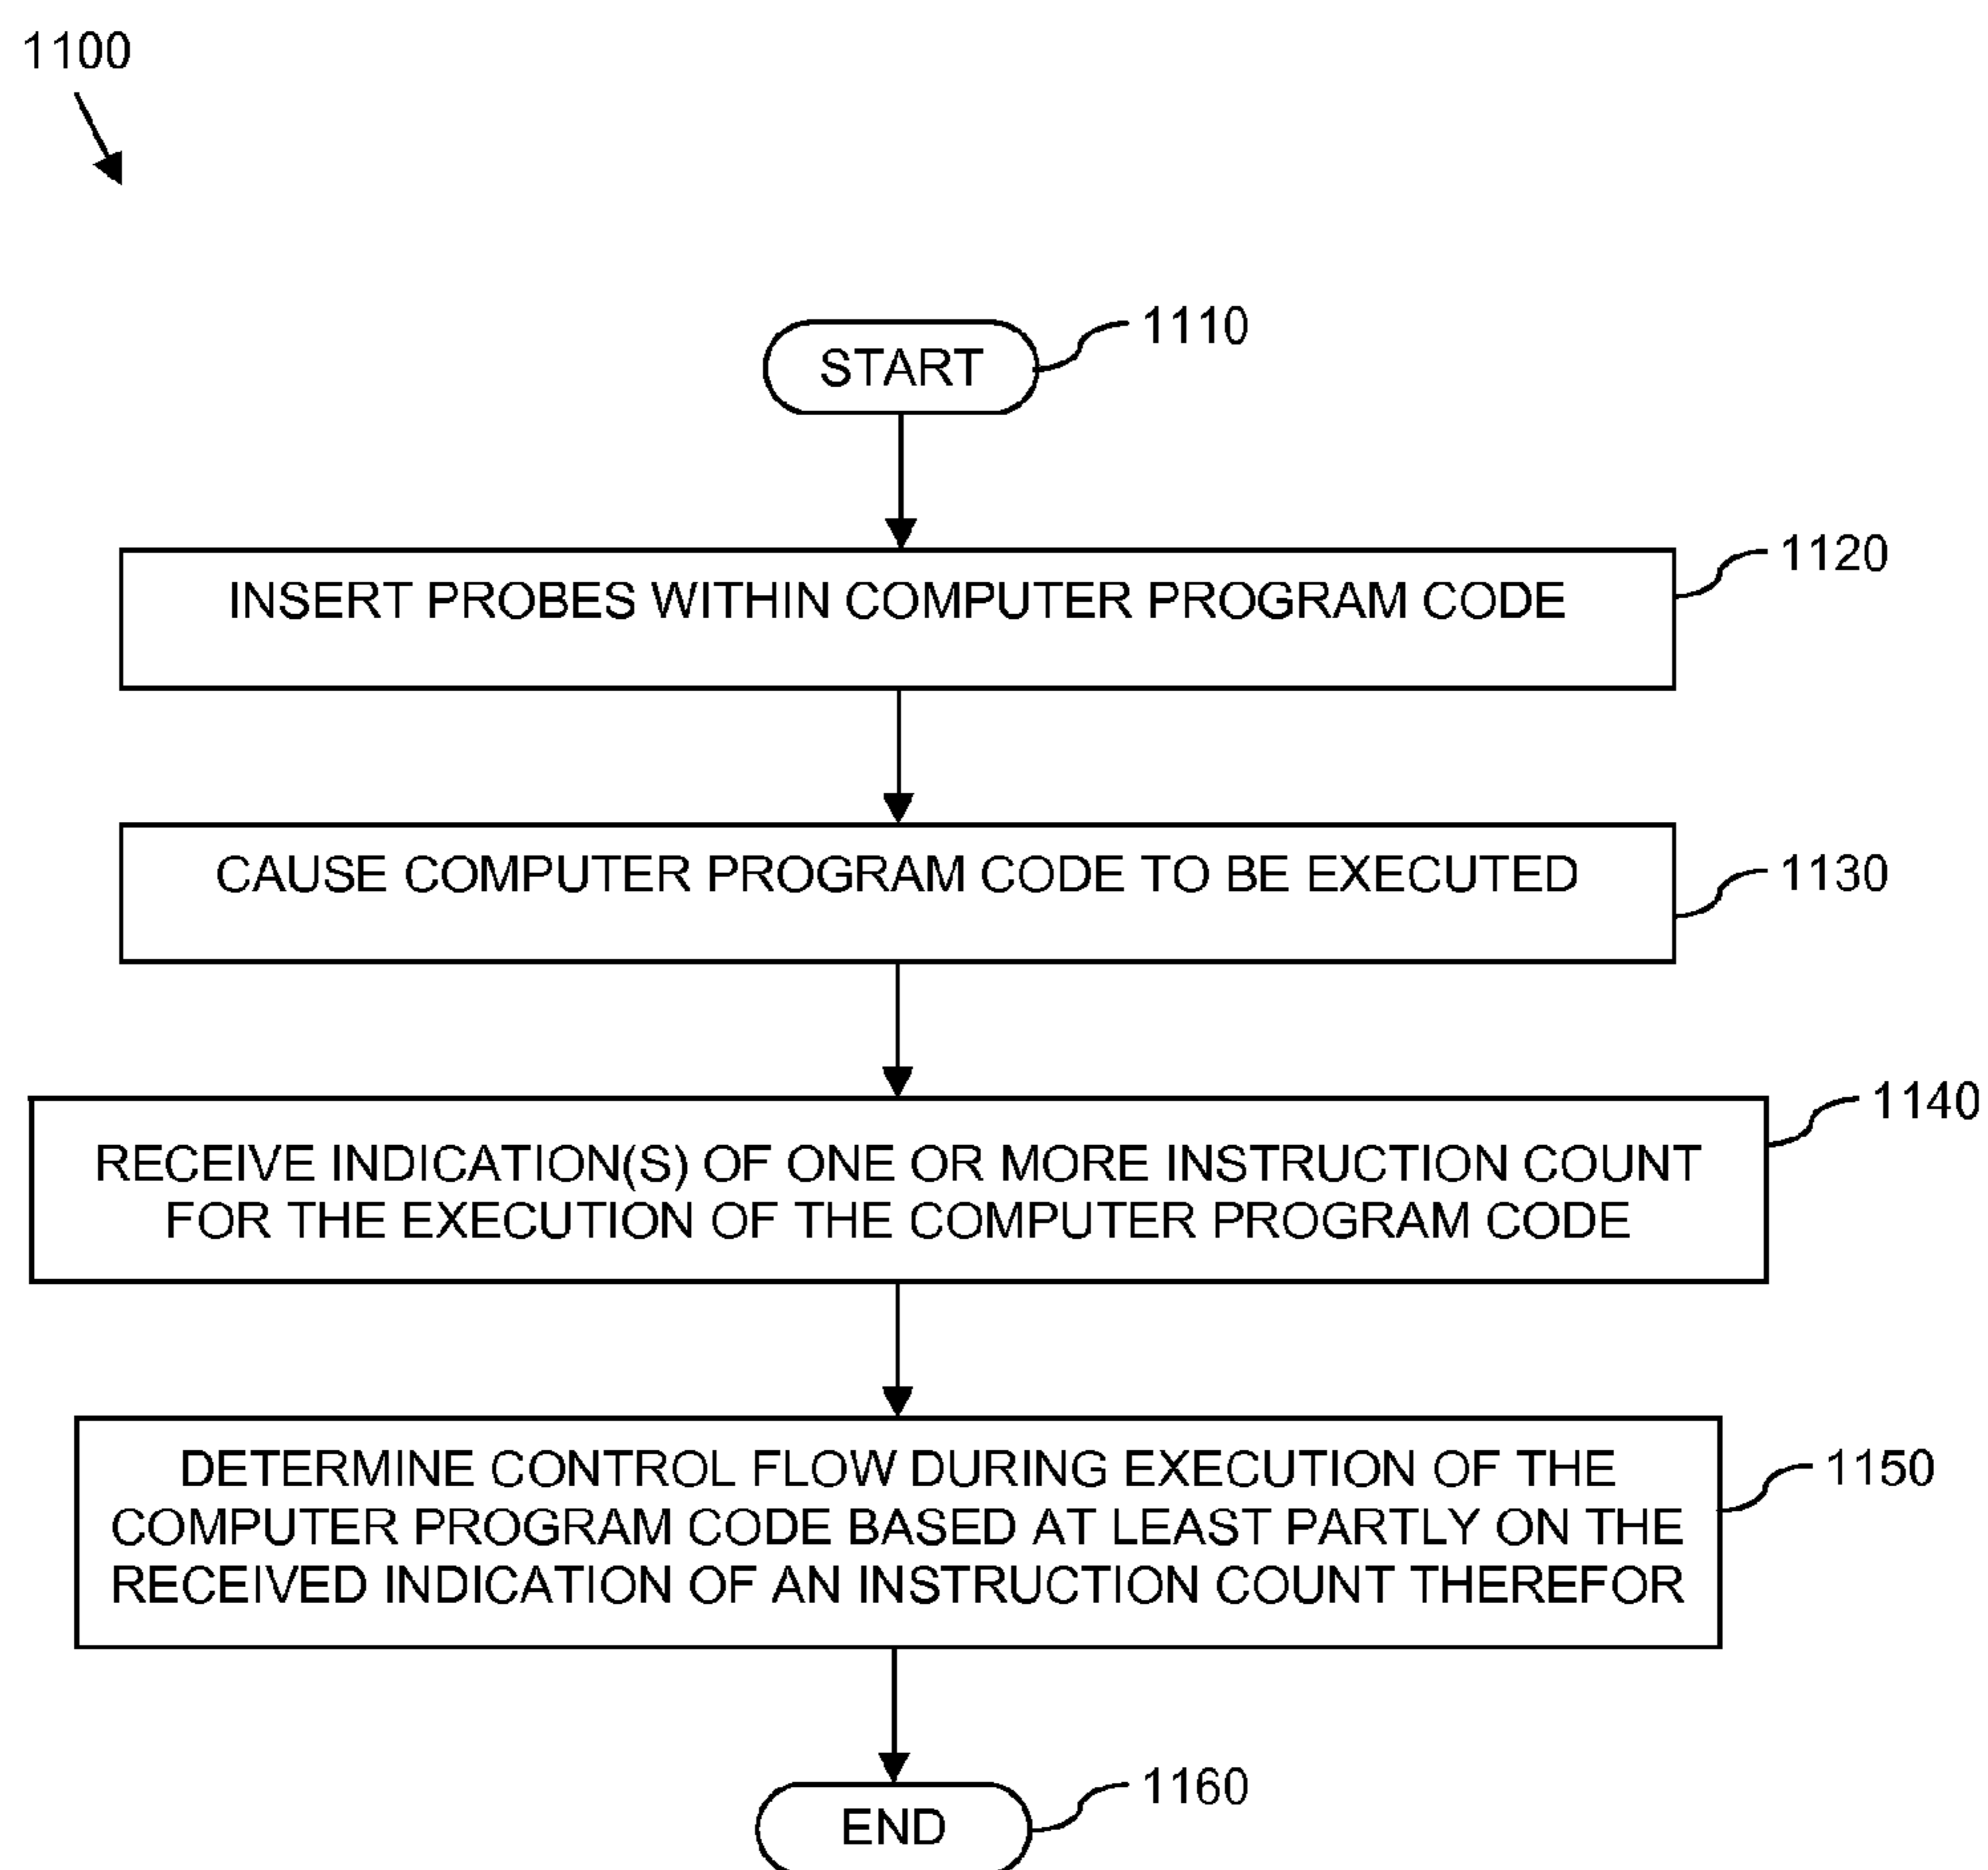 1100
START
1110
INSERT PROBES WITHIN COMPUTER PROGRAM CODE
1120
CAUSE COMPUTER PROGRAM CODE TO BE EXECUTED
1130
RECEIVE INDICATION(S) OF ONE OR MORE INSTRUCTION COUNT
FOR THE EXECUTION OF THE COMPUTER PROGRAM CODE
1140
DETERMINE CONTROL FLOW DURING EXECUTION OF THE
COMPUTER PROGRAM CODE BASED AT LEAST PARTLY ON THE
RECEIVED INDICATION OF AN INSTRUCTION COUNT THEREFOR
1150
END
1160